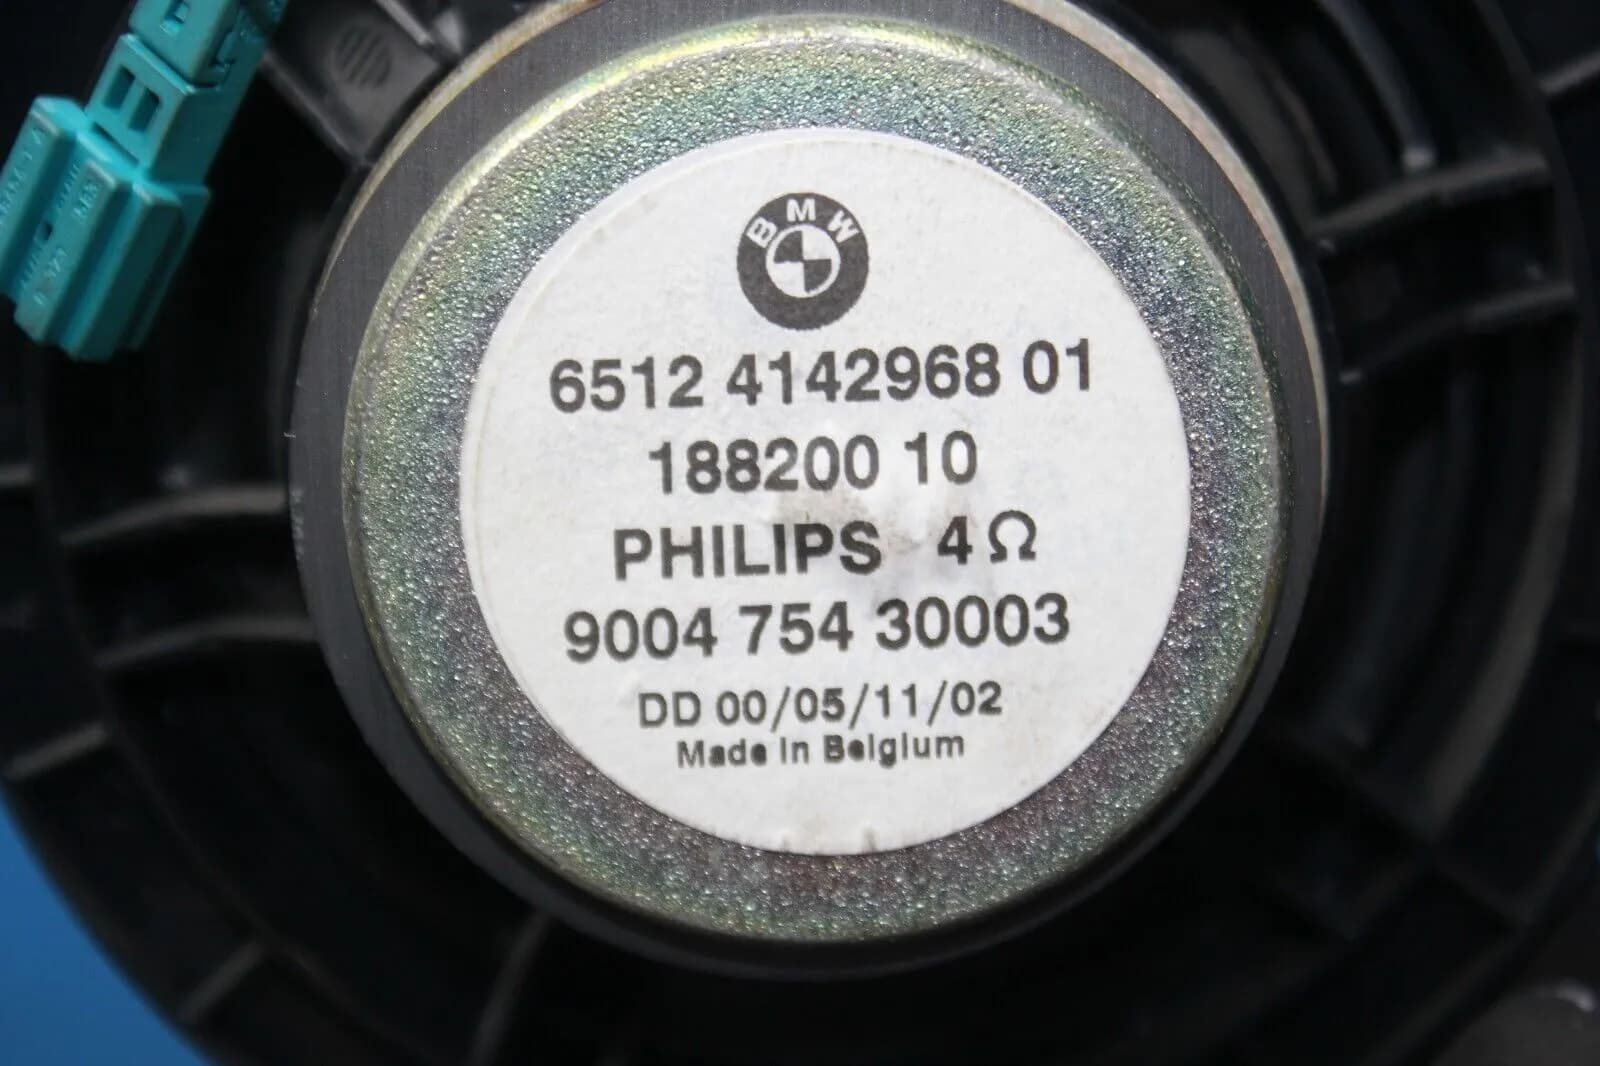 BMW
6512 4142968 01
188200 10
PHILIPS 4Ω
9004 754 30003
DD 00/05/11/02
Made In Belgium